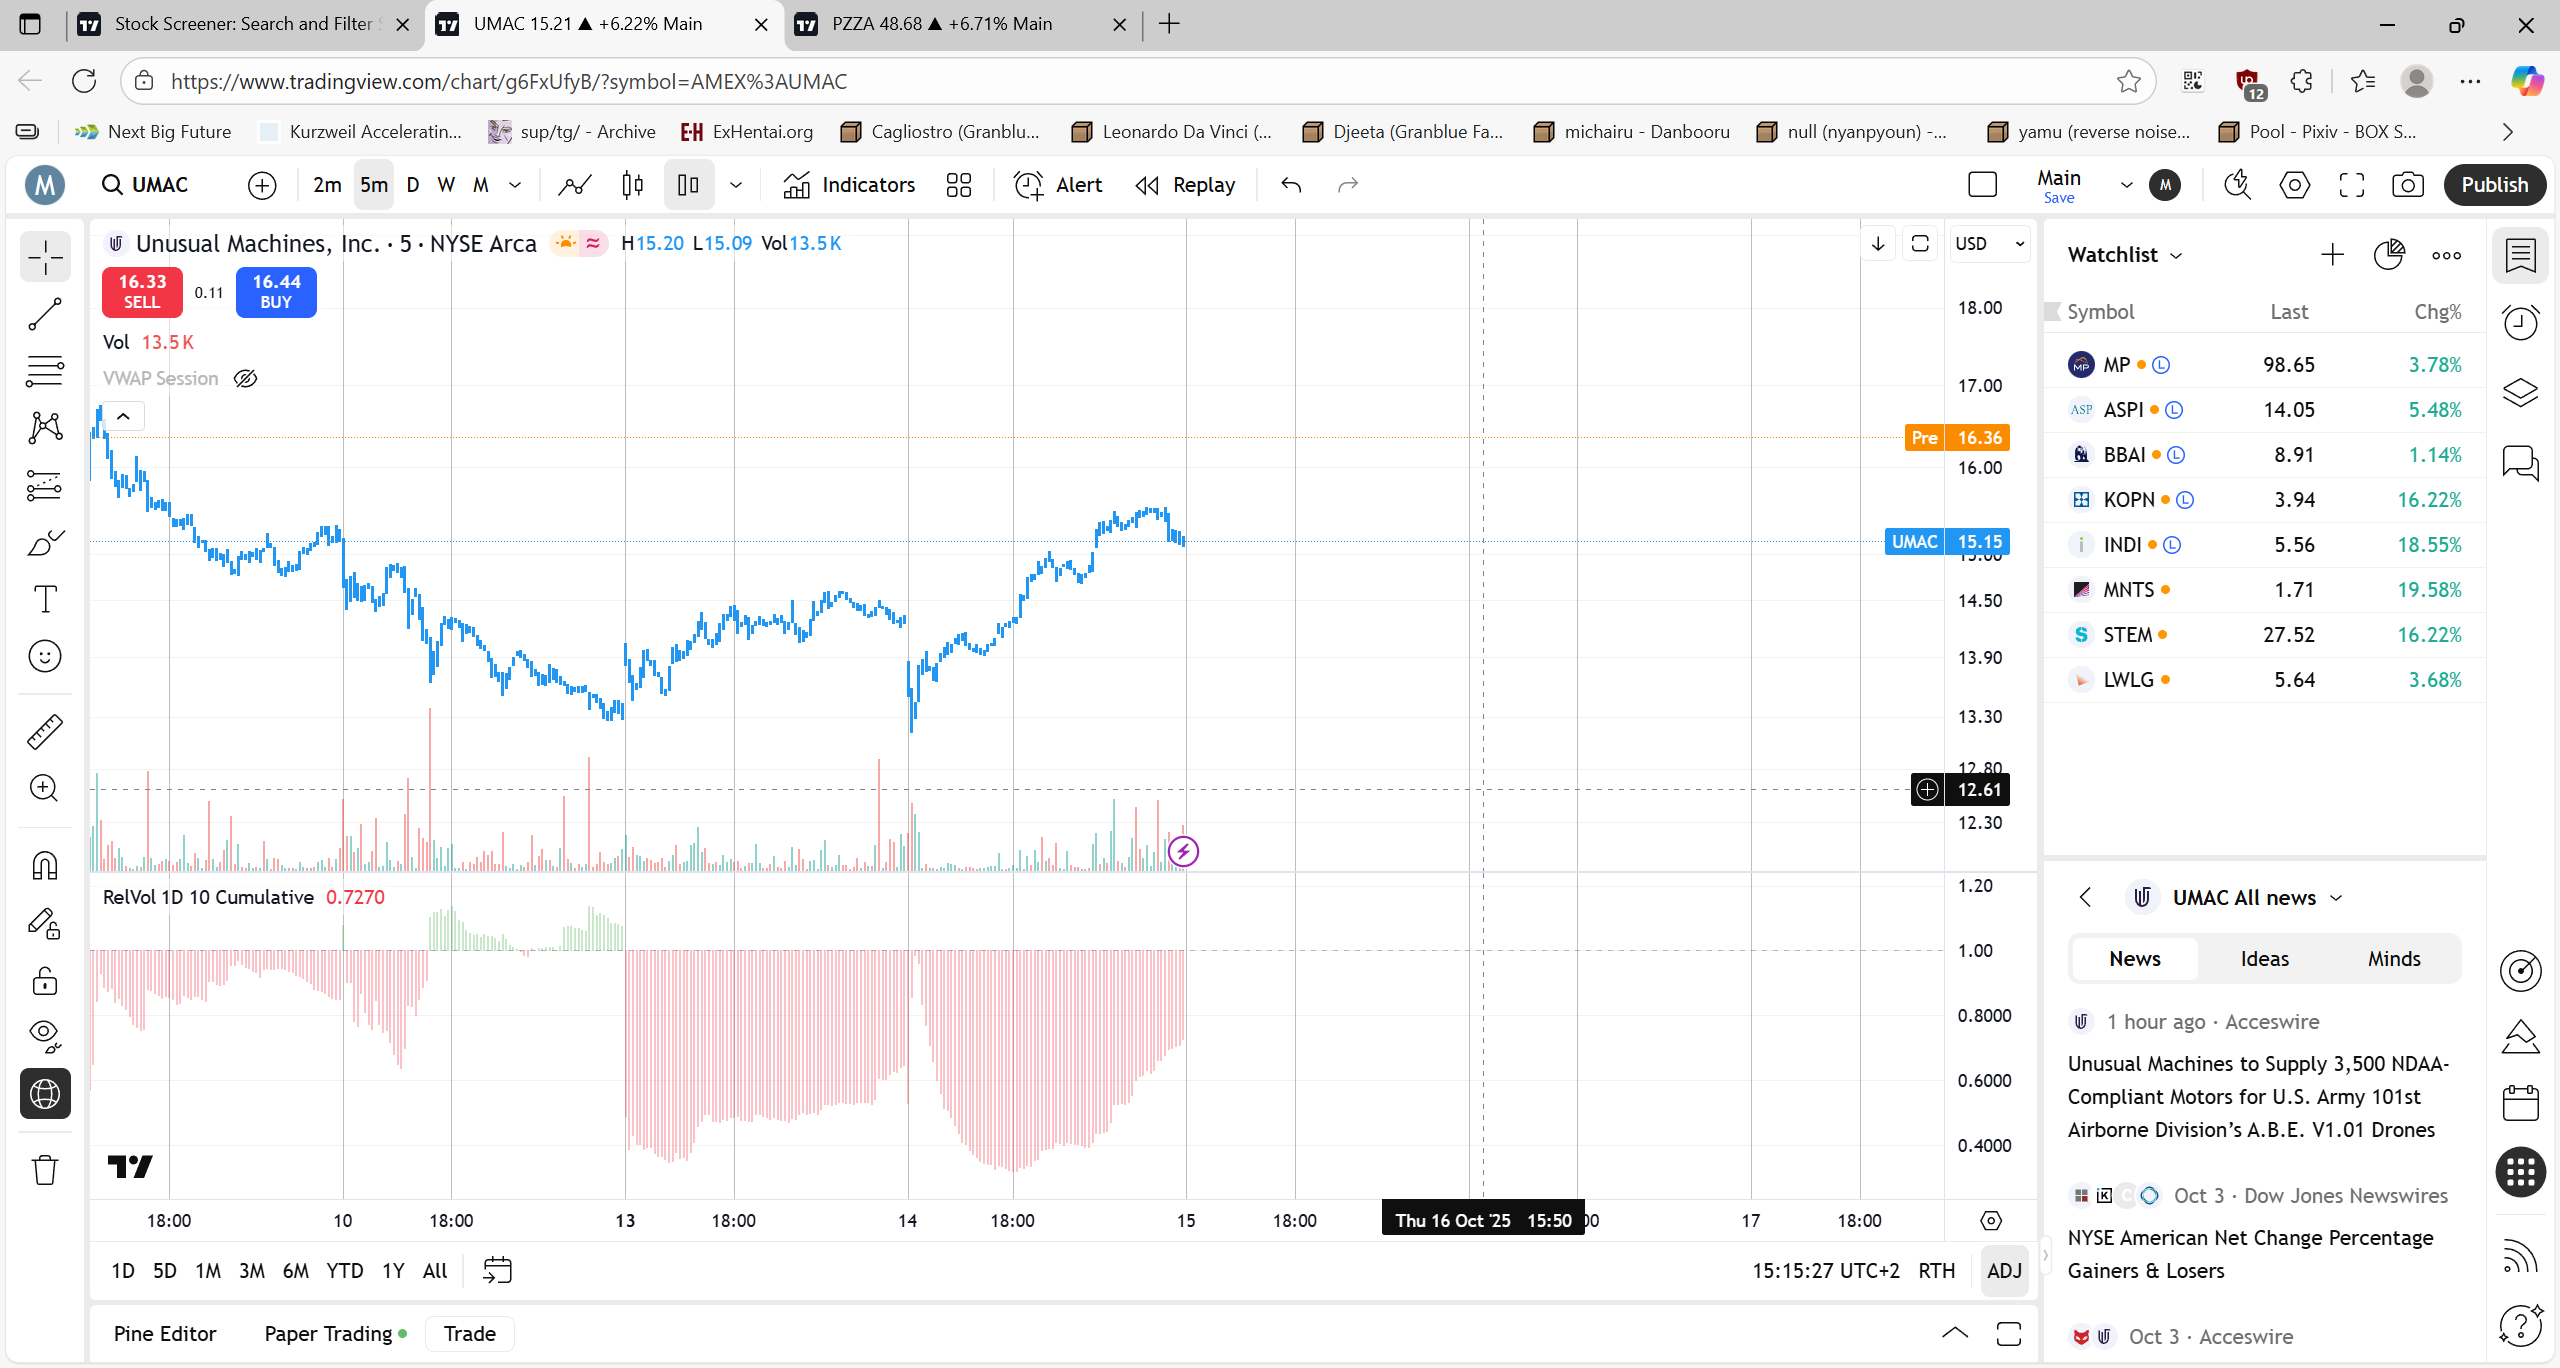 Stock Screener: Search and Filter S
UMAC 15.21 ▲ +6.22% Main
PZZA 48.68 ▲ +6.71% Main
https://www.tradingview.com/chart/g6FxUfyB/?symbol=AMEX%3AUMAC
12
Next Big Future
Kurzweil Acceleratin...
sup/tg/ - Archive
ExHentai.org
Cagliostro (Granblu...
Leonardo Da Vinci (...
Djeeta (Granblue Fa...
michairu - Danbooru
null (nyanpyoun) -...
yamu (reverse noise...
Pool - Pixiv - BOX S...
M
UMAC
2m 5m D W M
Indicators
Alert
Replay
Main
Save
M
Publish
Unusual Machines, Inc. · 5 · NYSE Arca
H15.20 L15.09 Vol13.5 K
16.33
SELL
0.11
16.44
BUY
Vol 13.5 K
VWAP Session
USD
18.00
17.00
Pre 16.36
16.00
UMAC 15.15
15.00
14.50
13.90
13.30
12.80
12.61
12.30
RelVol 1D 10 Cumulative 0.7270
1.20
1.00
0.8000
0.6000
0.4000
18:00 10 18:00 13 18:00 14 18:00 15 18:00 Thu 16 Oct '25 15:50 17 18:00
1D 5D 1M 3M 6M YTD 1Y All
15:15:27 UTC+2 RTH ADJ
Pine Editor
Paper Trading
Trade
Watchlist
Symbol Last Chg%
MP L 98.65 3.78%
ASP ASPI L 14.05 5.48%
BBAI L 8.91 1.14%
KOPN L 3.94 16.22%
INDI L 5.56 18.55%
MNTS 1.71 19.58%
STEM 27.52 16.22%
LWLG 5.64 3.68%
UMAC All news
News Ideas Minds
1 hour ago · Acceswire
Unusual Machines to Supply 3,500 NDAA-
Compliant Motors for U.S. Army 101st
Airborne Division's A.B.E. V1.01 Drones
Oct 3 · Dow Jones Newswires
NYSE American Net Change Percentage
Gainers & Losers
Oct 3 · Acceswire